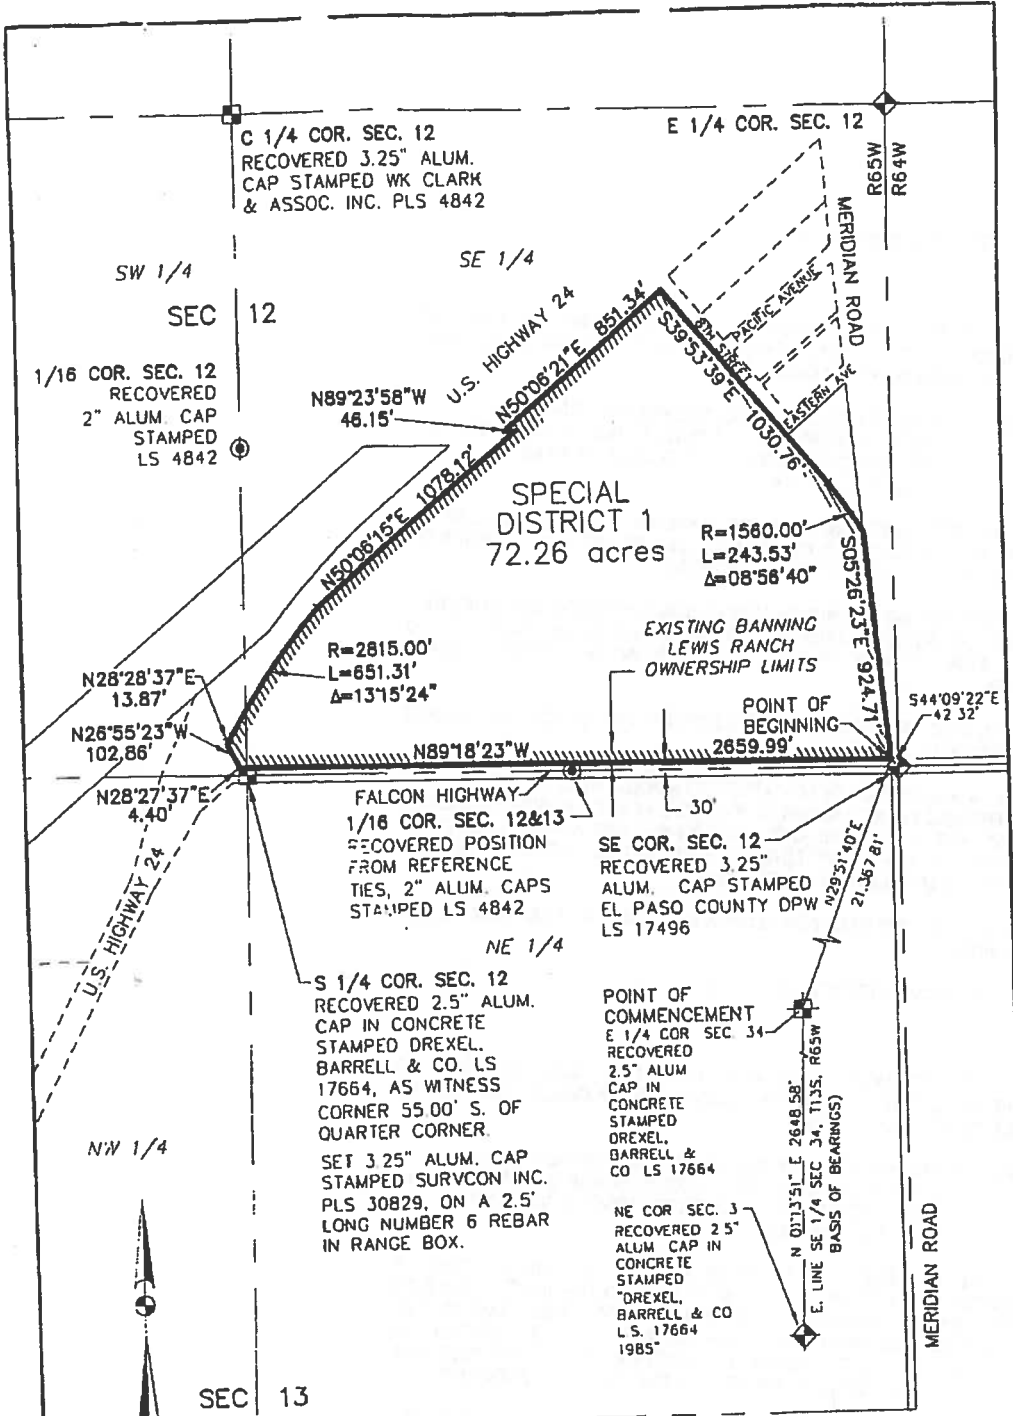 C 1/4 COR. SEC. 12
RECOVERED 3.25" ALUM.
CAP STAMPED WK CLARK
& ASSOC. INC. PLS 4842
E 1/4 COR. SEC. 12
R65W
R64W
MERIDIAN ROAD
SW 1/4
SE 1/4
SEC 12
1/16 COR. SEC. 12
RECOVERED
2" ALUM. CAP
STAMPED
LS 4842
U.S. HIGHWAY 24
N89°23'58"W
46.15'
N50°06'21"E 851.34'
8TH STREET
PACIFIC AVENUE
EASTERN AVE
S39°53'39"E 1030.76'
N50°06'15"E 1078.12'
SPECIAL
DISTRICT 1
72.26 acres
R=1560.00'
L=243.53'
Δ=08°56'40"
S05°26'23"E 924.71'
EXISTING BANNING
LEWIS RANCH
OWNERSHIP LIMITS
R=2815.00'
L=651.31'
Δ=13°15'24"
N28°28'37"E
13.87'
N26°55'23"W
102.86'
N28°27'37"E
4.40'
POINT OF
BEGINNING
S44°09'22"E
42.32'
N89°18'23"W 2659.99'
FALCON HIGHWAY
30'
1/16 COR. SEC. 12&13
RECOVERED POSITION
FROM REFERENCE
TIES, 2" ALUM. CAPS
STAMPED LS 4842
SE COR. SEC. 12
RECOVERED 3.25"
ALUM. CAP STAMPED
EL PASO COUNTY DPW
LS 17496
N29°51'40"E
21,367.81'
U.S. HIGHWAY 24
NE 1/4
S 1/4 COR. SEC. 12
RECOVERED 2.5" ALUM.
CAP IN CONCRETE
STAMPED DREXEL,
BARRELL & CO. LS
17664, AS WITNESS
CORNER 55.00' S. OF
QUARTER CORNER.
SET 3.25" ALUM. CAP
STAMPED SURVCON INC.
PLS 30829, ON A 2.5'
LONG NUMBER 6 REBAR
IN RANGE BOX.
POINT OF
COMMENCEMENT
E 1/4 COR SEC. 34
RECOVERED
2.5" ALUM
CAP IN
CONCRETE
STAMPED
DREXEL,
BARRELL &
CO LS 17664
NW 1/4
NE COR SEC. 3
RECOVERED 2.5"
ALUM CAP IN
CONCRETE
STAMPED
"DREXEL,
BARRELL & CO
L.S. 17664
1985"
N 01°13'51" E 2648.58'
E. LINE SE 1/4 SEC 34, T13S, R65W
BASIS OF BEARINGS)
MERIDIAN ROAD
SEC 13